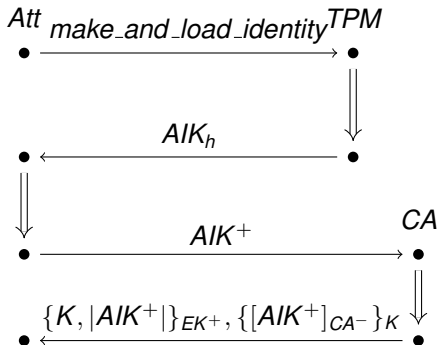 Att make_and_load_identity TPM
AIK_h
AIK^+ CA
{K, |AIK^+|}_{EK^+}, {[AIK^+]_{CA^-}}_K